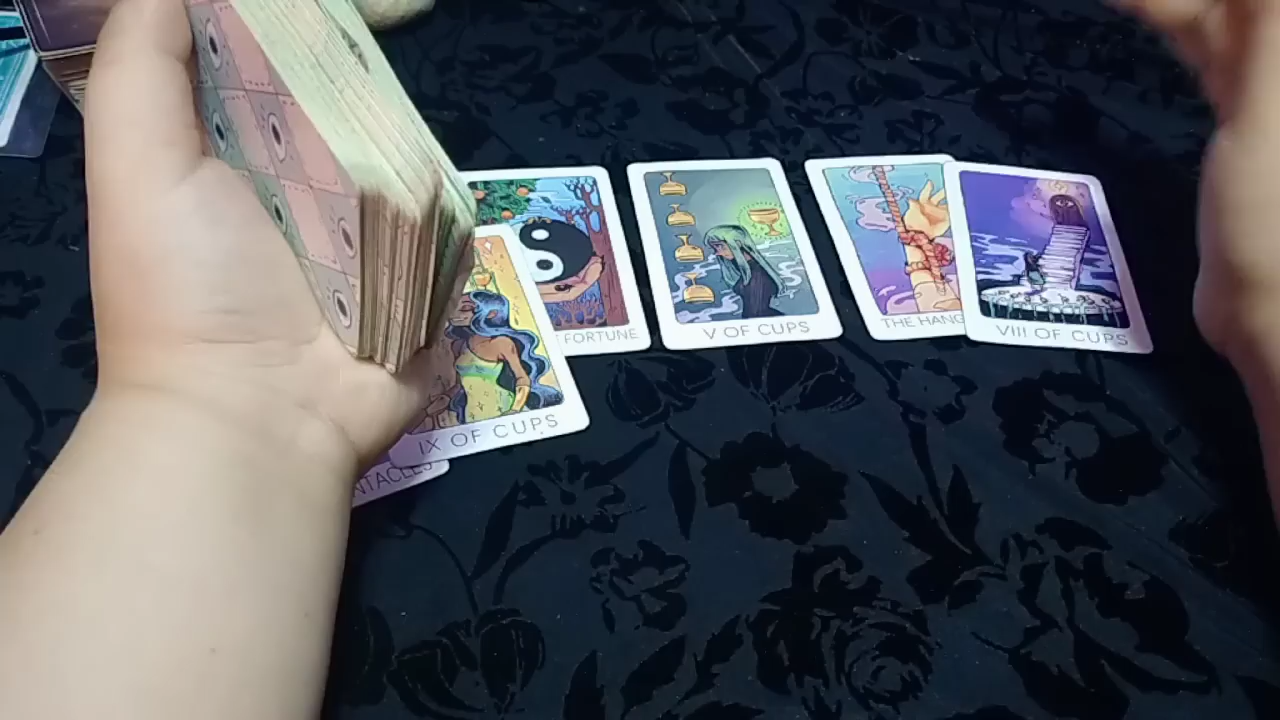 FORTUNE
V OF CUPS
THE HANG
VIII OF CUPS
IX OF CUPS
NTACLES